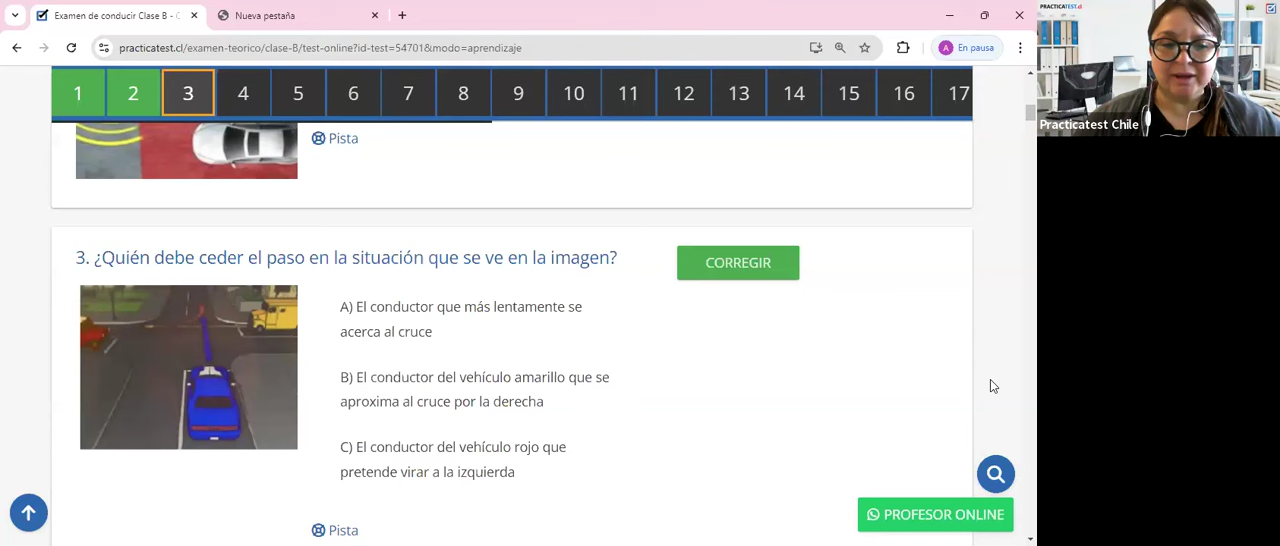 Examen de conducir Clase B - C
Nueva pestaña
practicatest.cl/examen-teorico/clase-B/test-online?id-test=54701&modo=aprendizaje
A En pausa
1 2 3 4 5 6 7 8 9 10 11 12 13 14 15 16 17
PRACTICATEST.CL
Practicatest Chile
Pista
3. ¿Quién debe ceder el paso en la situación que se ve en la imagen?
CORREGIR
A) El conductor que más lentamente se
acerca al cruce
B) El conductor del vehículo amarillo que se
aproxima al cruce por la derecha
C) El conductor del vehículo rojo que
pretende virar a la izquierda
Pista
PROFESOR ONLINE